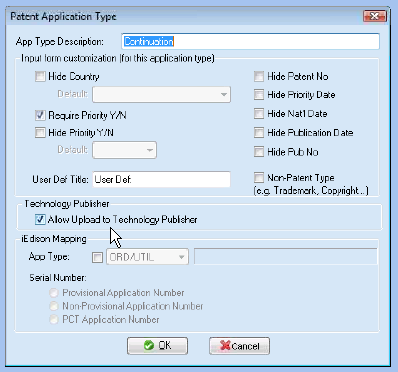 Patent Application Type
App Type Description: Continuation
Input form customization (for this application type)
Hide Country
Default:
Require Priority Y/N
Hide Priority Y/N
Default:
User Def Title: User Def:
Hide Patent No
Hide Priority Date
Hide Nat'l Date
Hide Publication Date
Hide Pub No
Non-Patent Type
(e.g. Trademark, Copyright...)
Technology Publisher
Allow Upload to Technology Publisher
iEdison Mapping
App Type: ORD/UTIL
Serial Number:
Provisional Application Number
Non-Provisional Application Number
PCT Application Number
OK Cancel